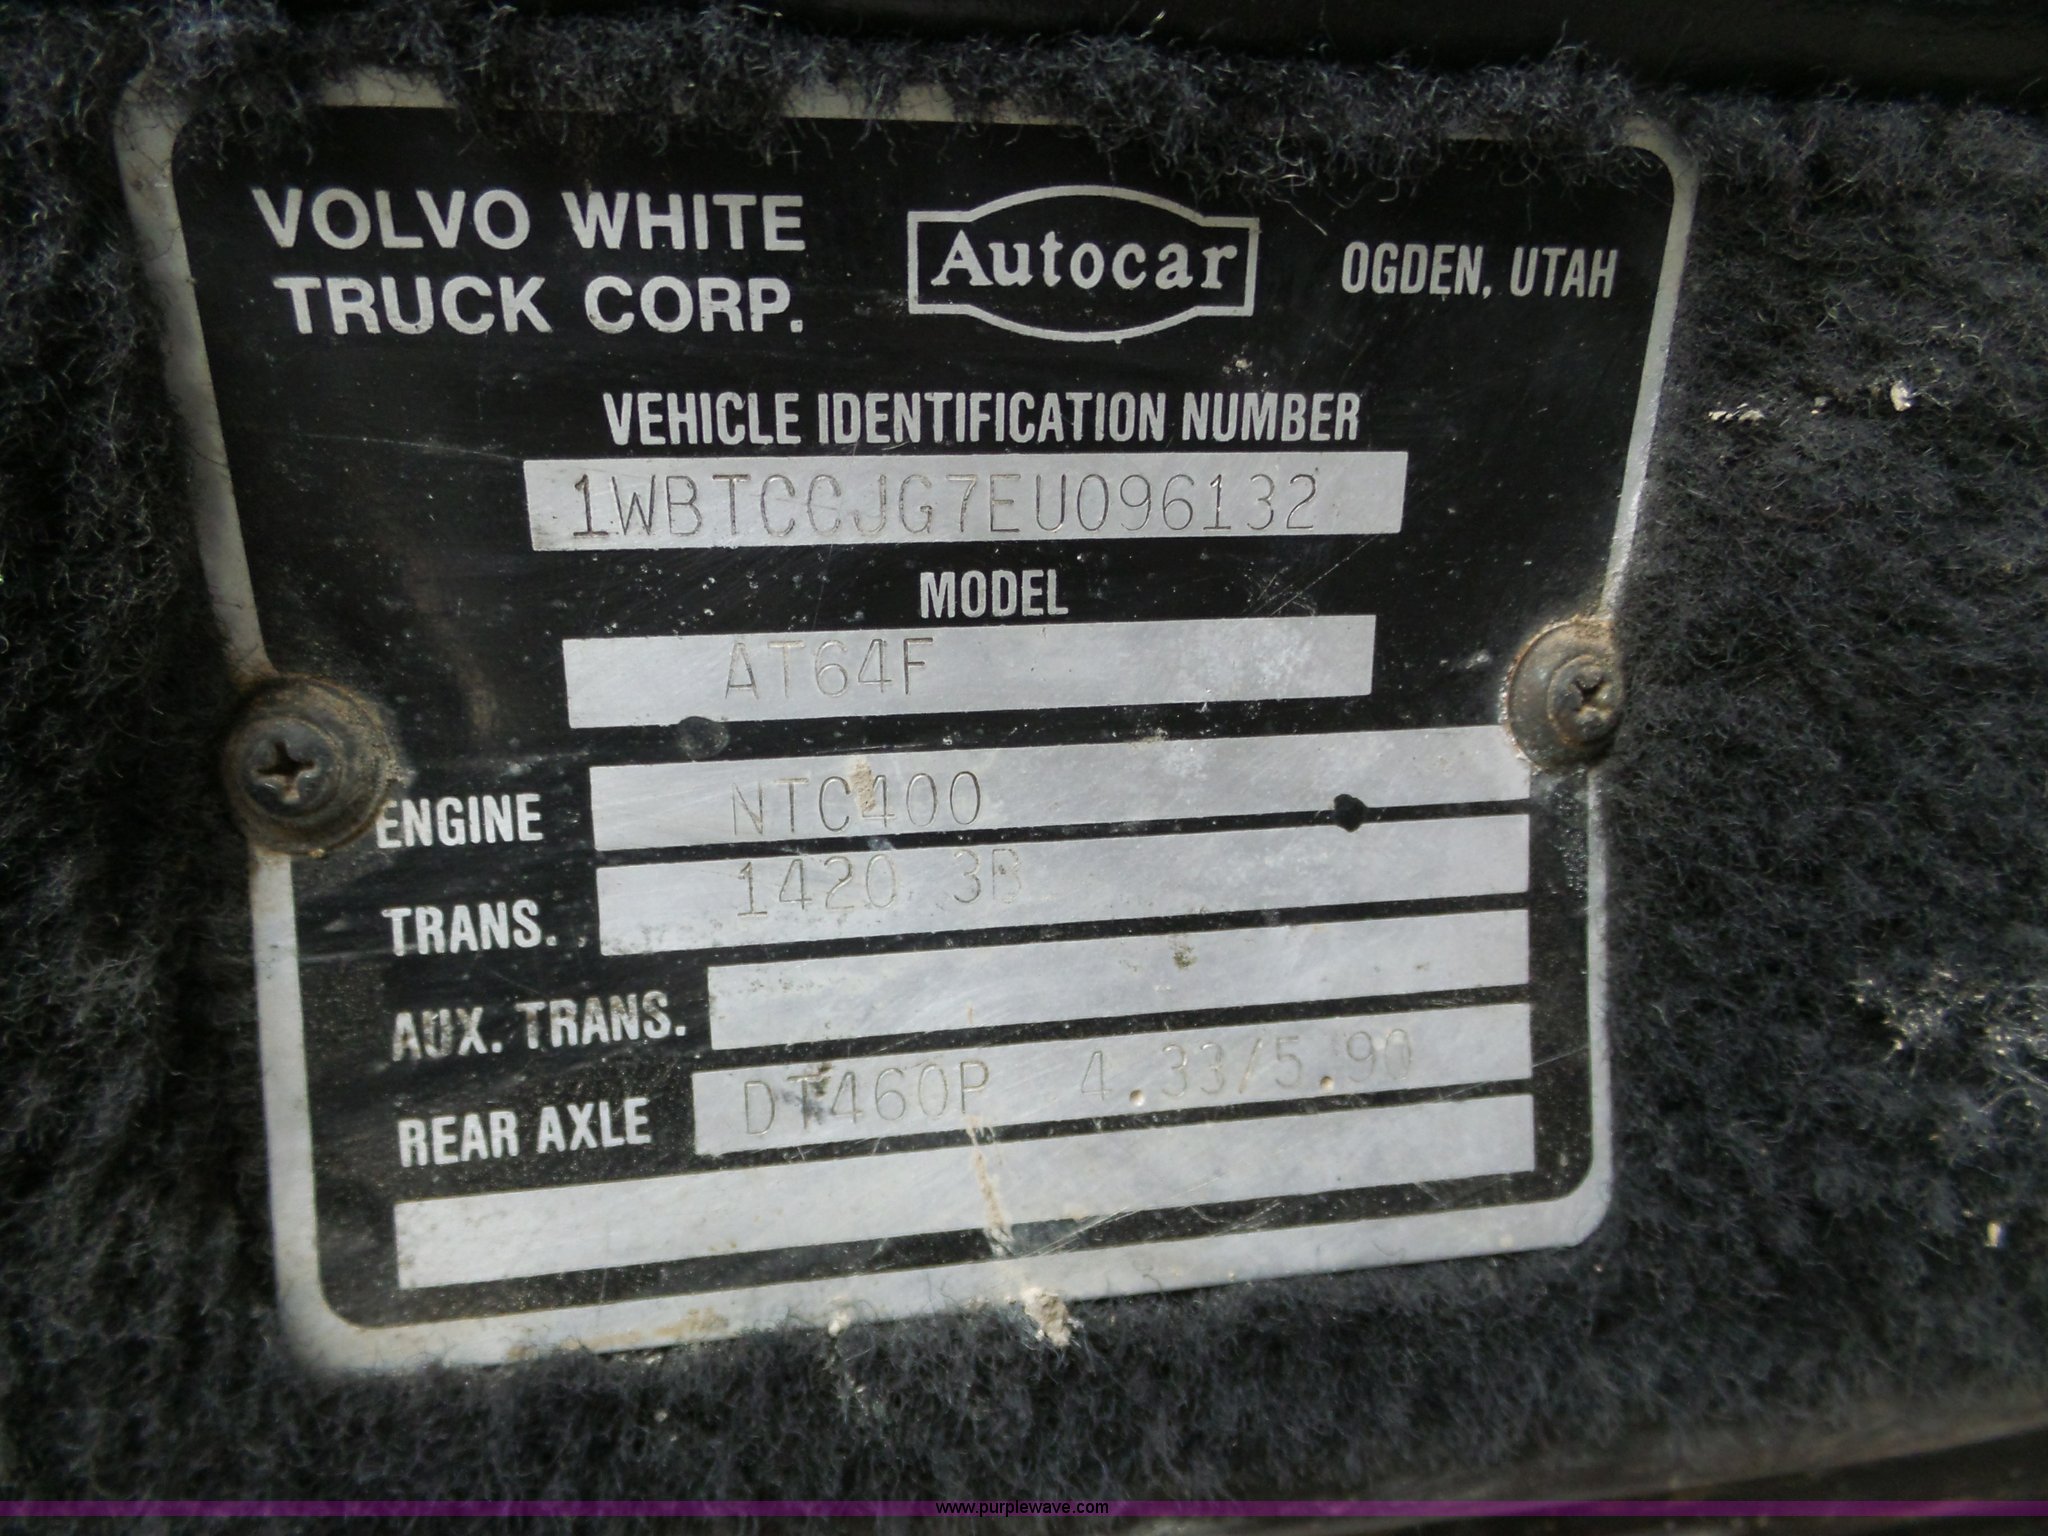 VOLVO WHITE
TRUCK CORP.
Autocar
OGDEN, UTAH
VEHICLE IDENTIFICATION NUMBER
1WBTCCJG7EU096132
MODEL
AT64F
ENGINE NTC400
TRANS. 1420 3B
AUX. TRANS.
REAR AXLE DT460P 4.33/5.90
www.purplewave.com